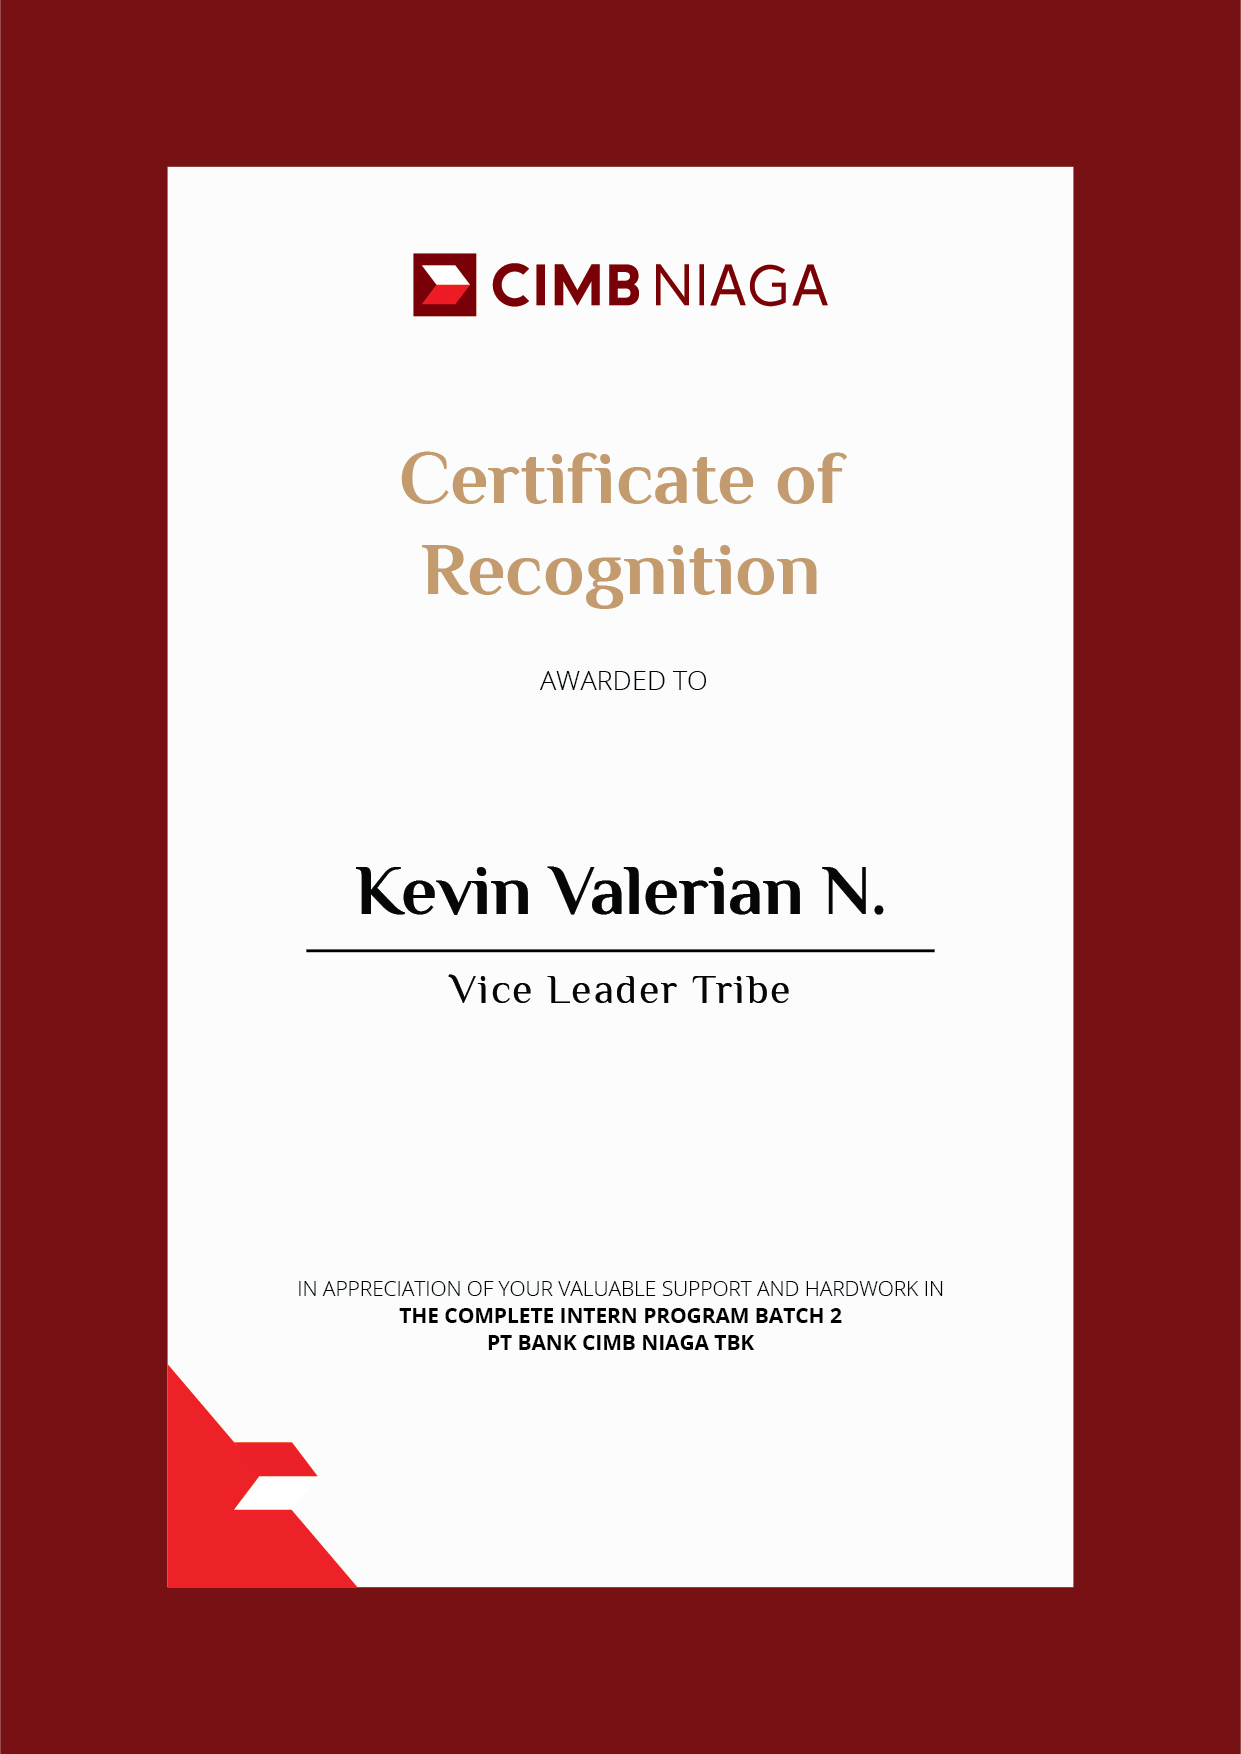 CIMB NIAGA
Certificate of
Recognition
AWARDED TO
Kevin Valerian N.
Vice Leader Tribe
IN APPRECIATION OF YOUR VALUABLE SUPPORT AND HARDWORK IN
THE COMPLETE INTERN PROGRAM BATCH 2
PT BANK CIMB NIAGA TBK